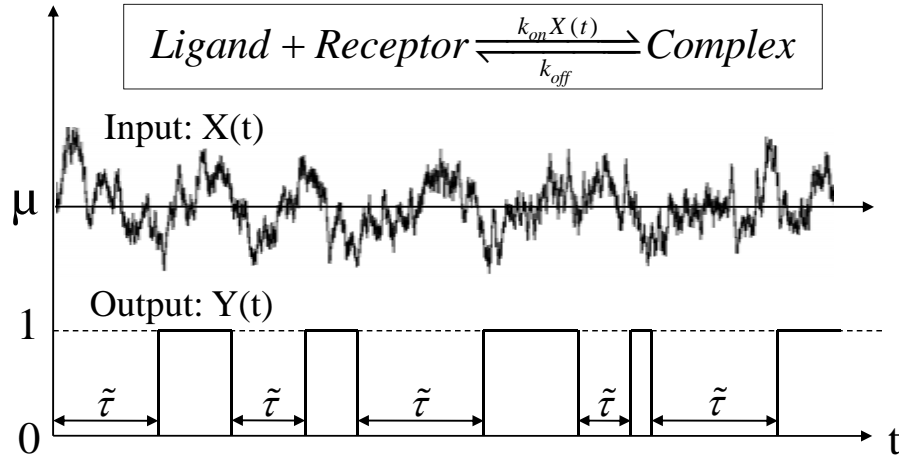 k_on X(t)
Ligand + Receptor ⇌ Complex
k_off
Input: X(t)
μ
Output: Y(t)
1
τ̃ τ̃ τ̃ τ̃ τ̃
0 t